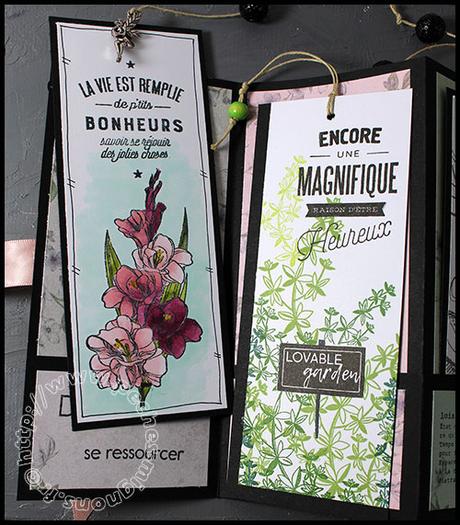 LA VIE EST REMPLIE
de p'tits
BONHEURS
savoir se réjouir
des jolies choses
se ressourcer
ENCORE
UNE
MAGNIFIQUE
RAISON D'ÊTRE
Heureux
LOVABLE
garden